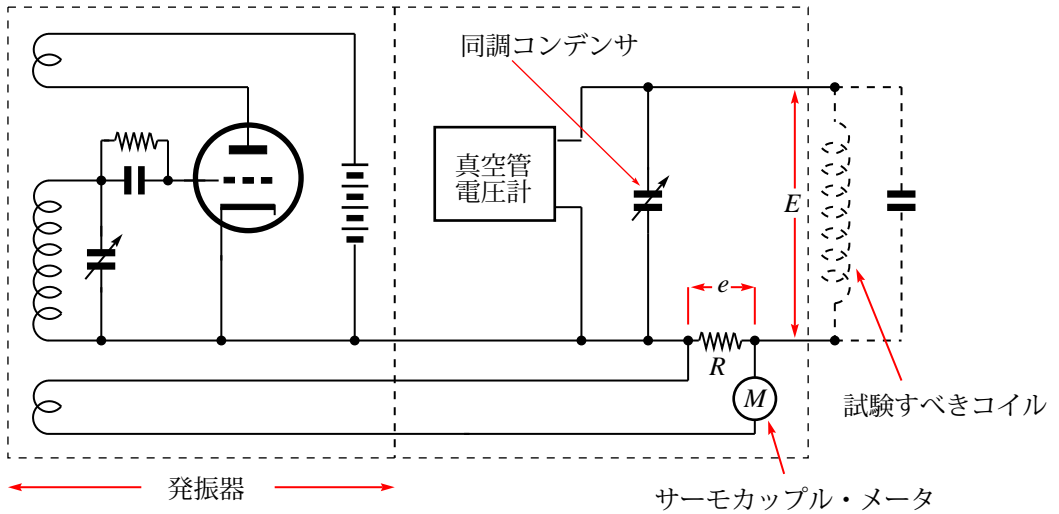 同調コンデンサ
真空管
電圧計
E
e
R
M
試験すべきコイル
発振器
サーモカップル・メータ